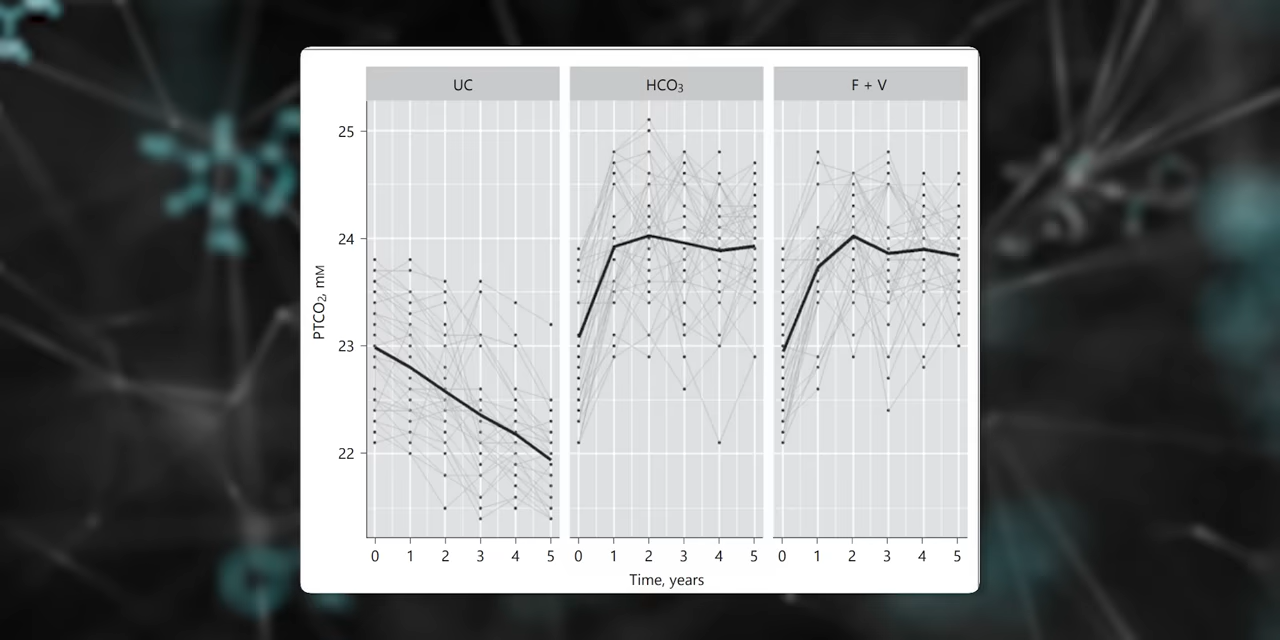 UC HCO₃ F + V
25
24
23
22
PTCO₂, mM
0 1 2 3 4 5 0 1 2 3 4 5 0 1 2 3 4 5
Time, years